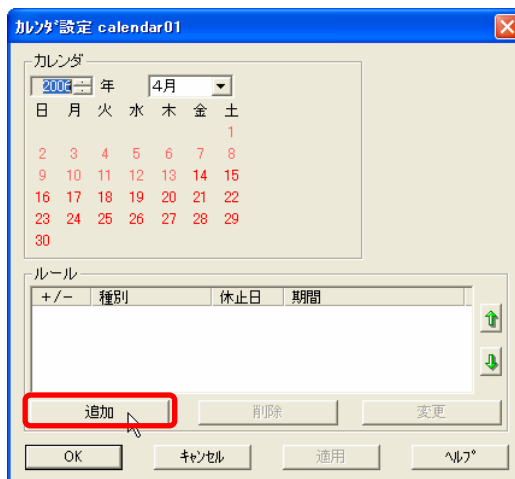 カレンダ設定 calendar01
カレンダ
2006 年 4月
日 月 火 水 木 金 土
1
2 3 4 5 6 7 8
9 10 11 12 13 14 15
16 17 18 19 20 21 22
23 24 25 26 27 28 29
30
ルール
+/- 種別 休止日 期間
追加 削除 変更
OK キャンセル 適用 ヘルプ